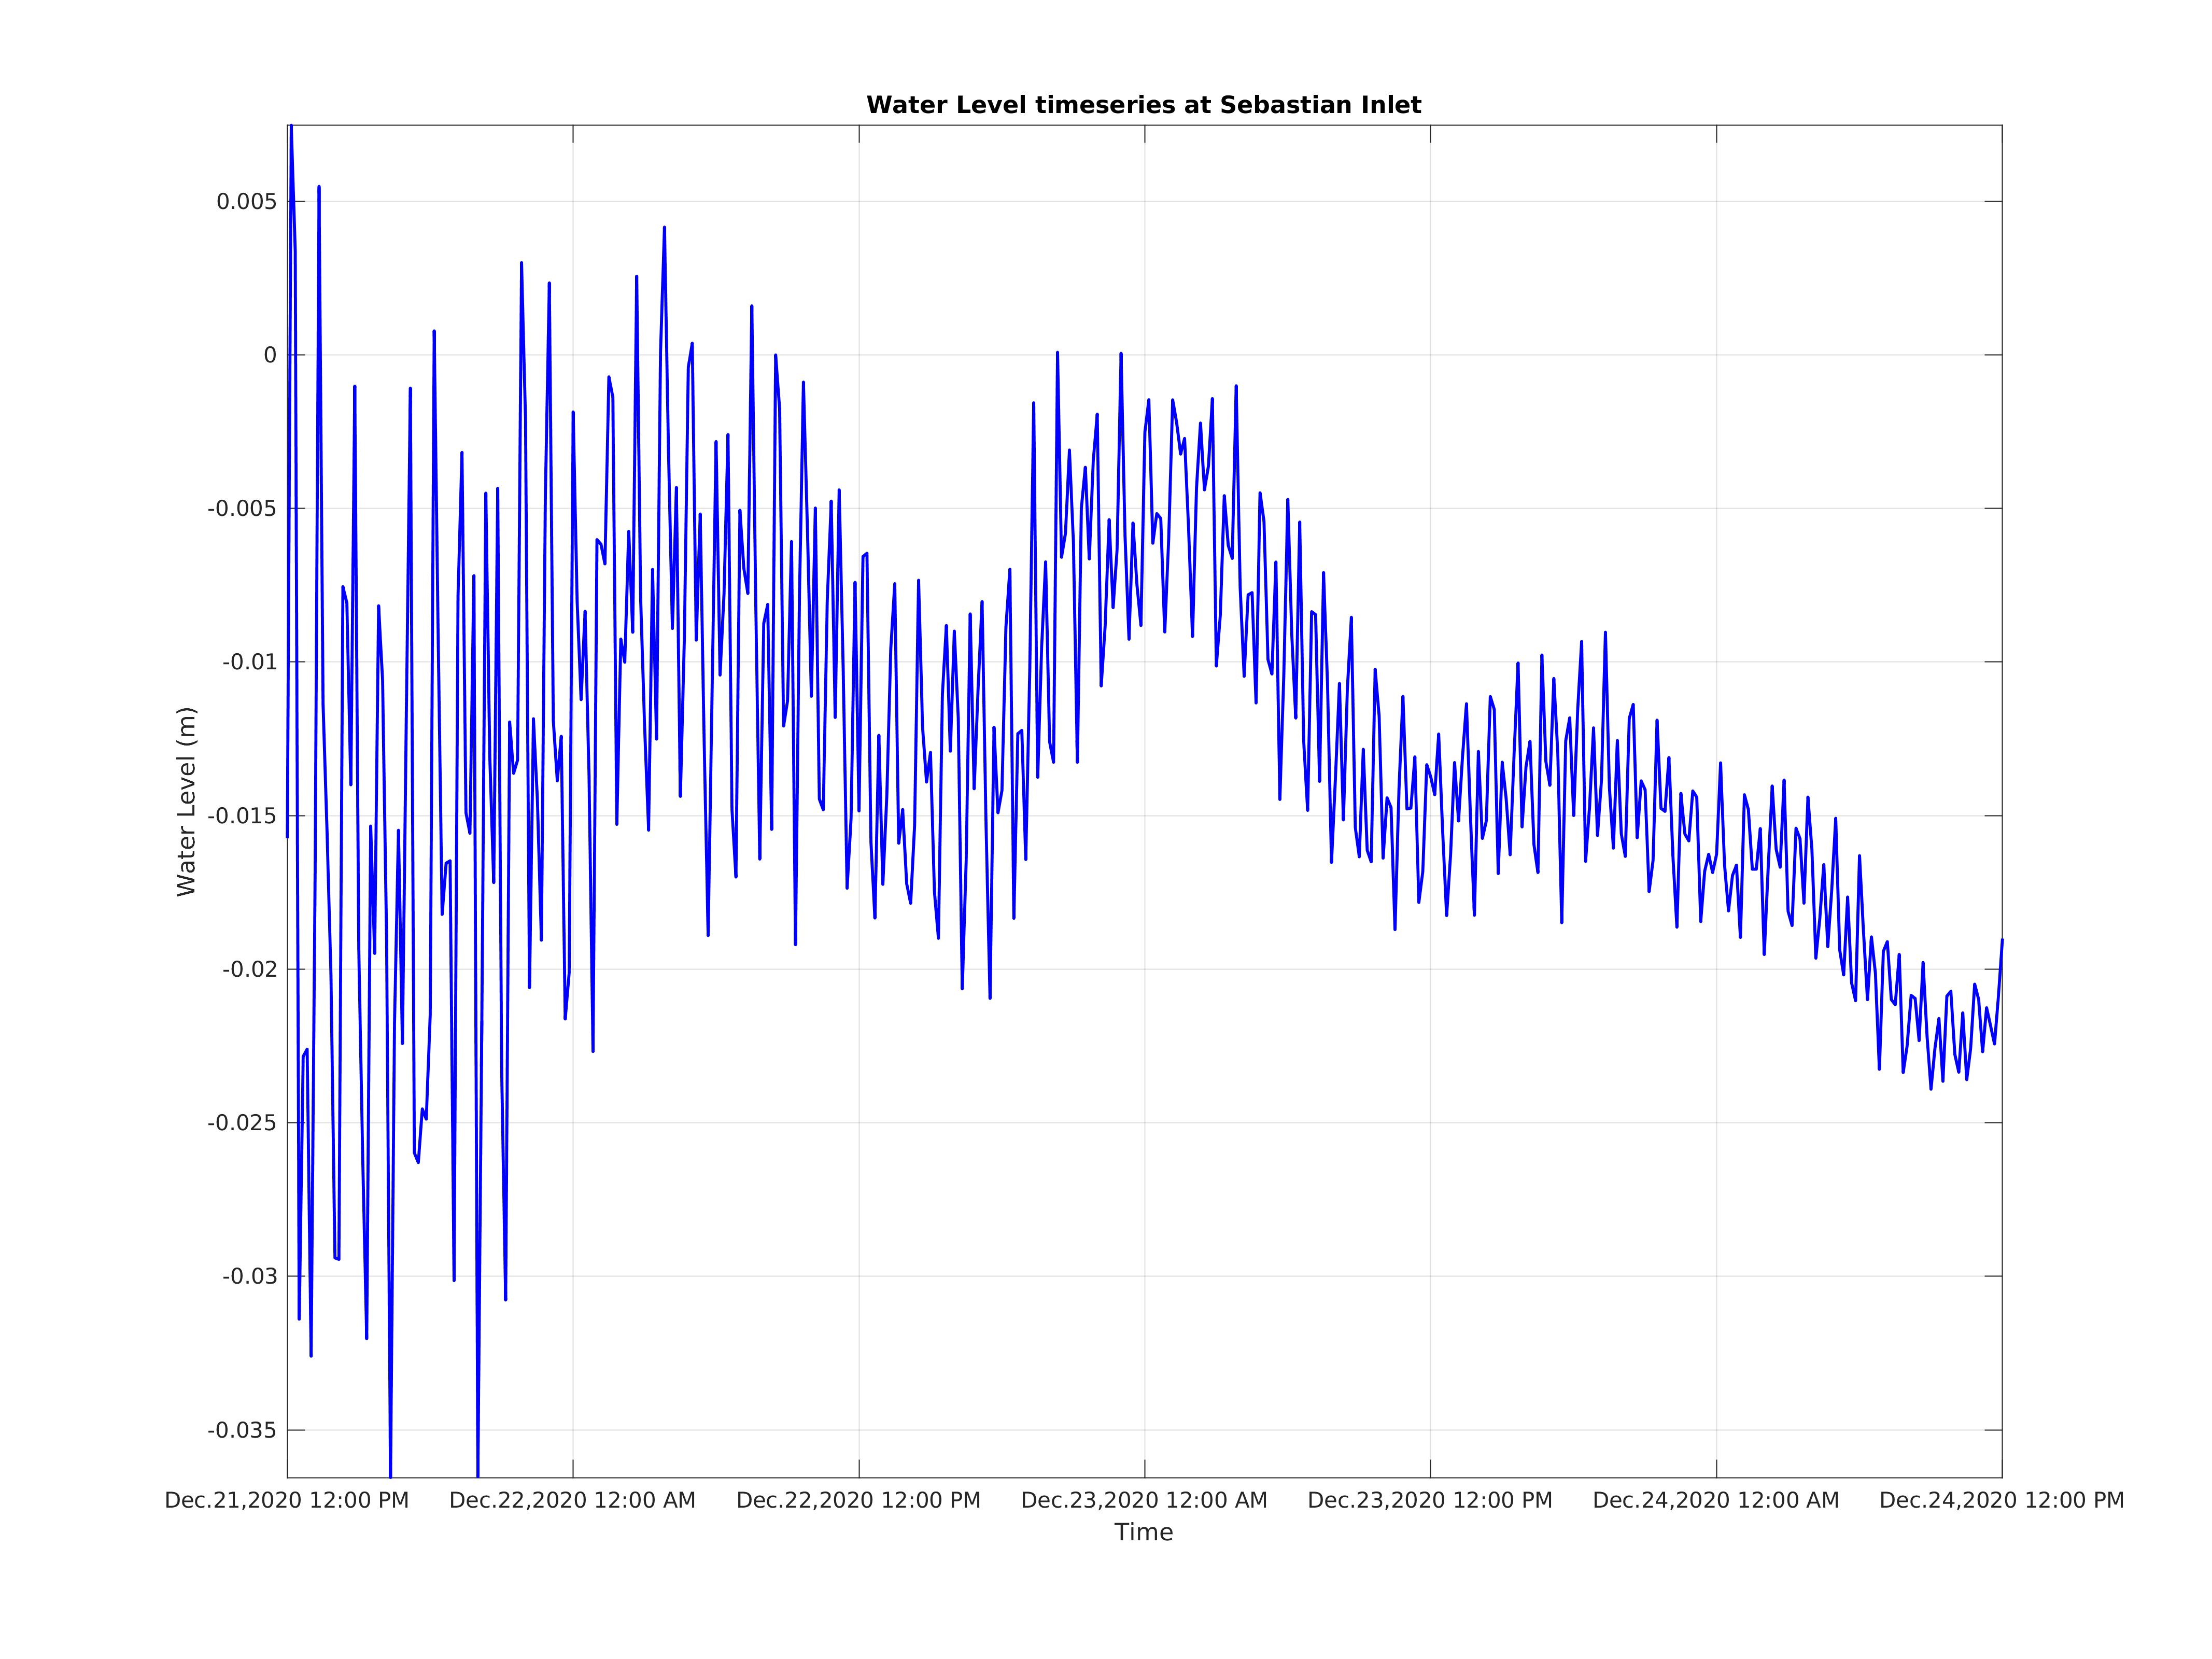 Water Level timeseries at Sebastian Inlet
0.005
0
-0.005
-0.01
-0.015
-0.02
-0.025
-0.03
-0.035
Water Level (m)
Dec.21,2020 12:00 PM
Dec.22,2020 12:00 AM
Dec.22,2020 12:00 PM
Dec.23,2020 12:00 AM
Dec.23,2020 12:00 PM
Dec.24,2020 12:00 AM
Dec.24,2020 12:00 PM
Time